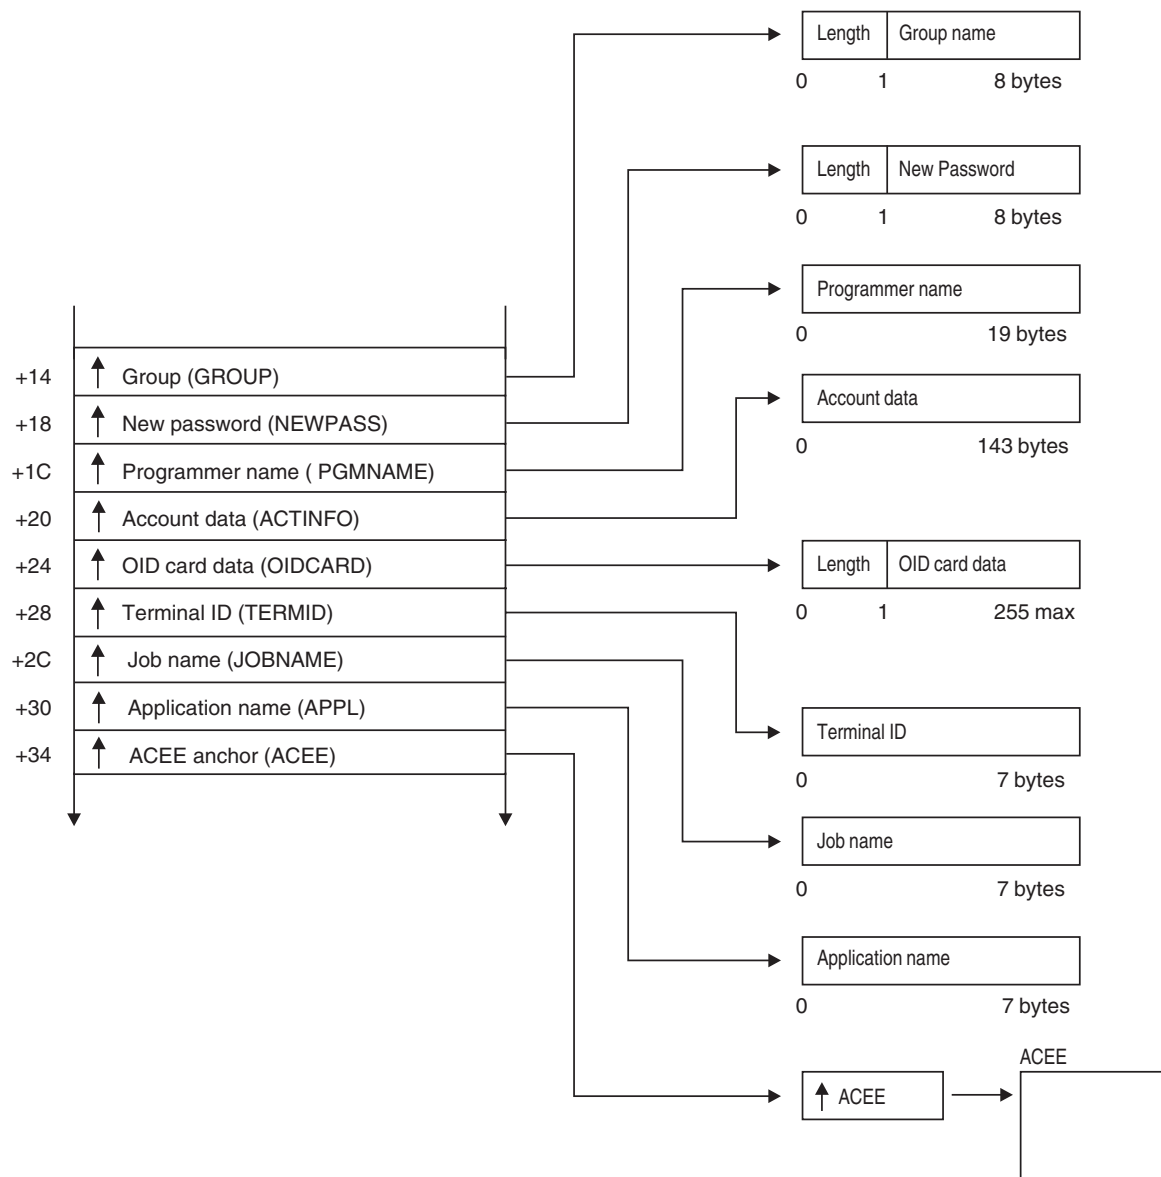 Length Group name
0 1 8 bytes
Length New Password
0 1 8 bytes
Programmer name
0 19 bytes
+14 Group (GROUP)
Account data
+18 New password (NEWPASS)
0 143 bytes
+1C Programmer name ( PGMNAME)
+20 Account data (ACTINFO)
+24 OID card data (OIDCARD)
Length OID card data
+28 Terminal ID (TERMID)
0 1 255 max
+2C Job name (JOBNAME)
+30 Application name (APPL)
Terminal ID
+34 ACEE anchor (ACEE)
0 7 bytes
Job name
0 7 bytes
Application name
0 7 bytes
ACEE
ACEE